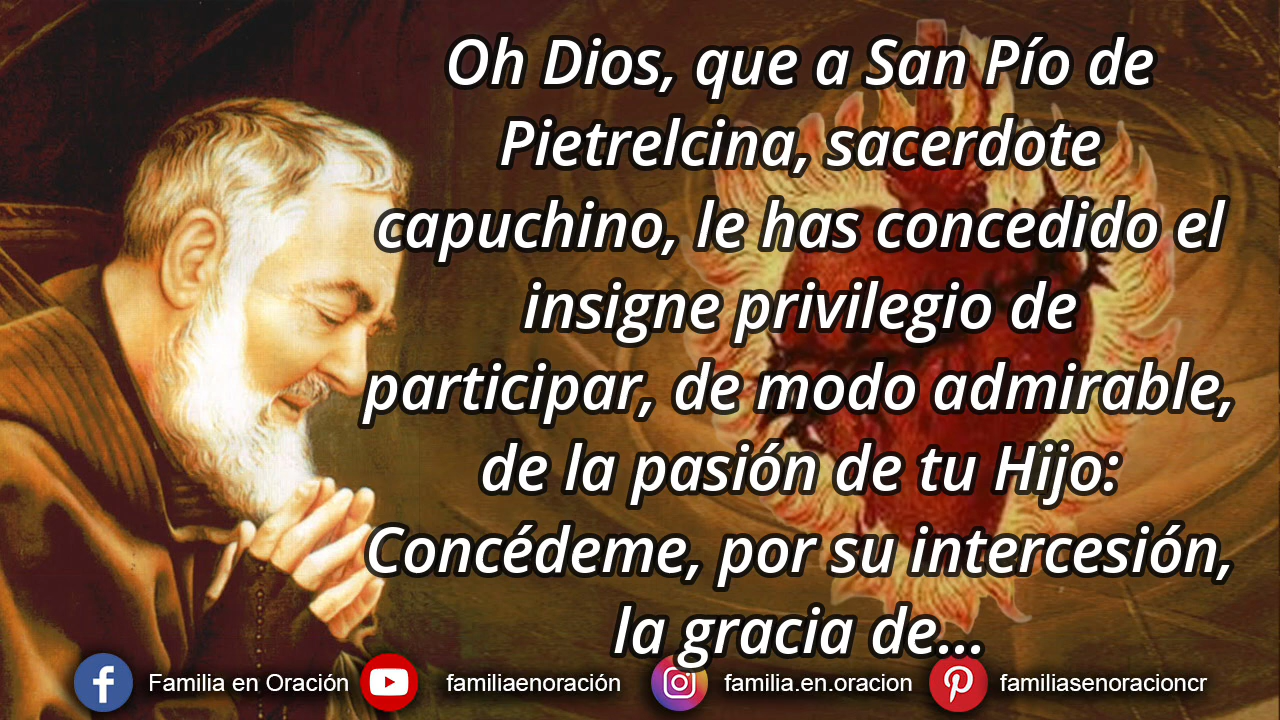 Oh Dios, que a San Pío de
Pietrelcina, sacerdote
capuchino, le has concedido el
insigne privilegio de
participar, de modo admirable,
de la pasión de tu Hijo:
Concédeme, por su intercesión,
la gracia de...
Familia en Oración familiaenoración familia.en.oracion familiasenoracioncr